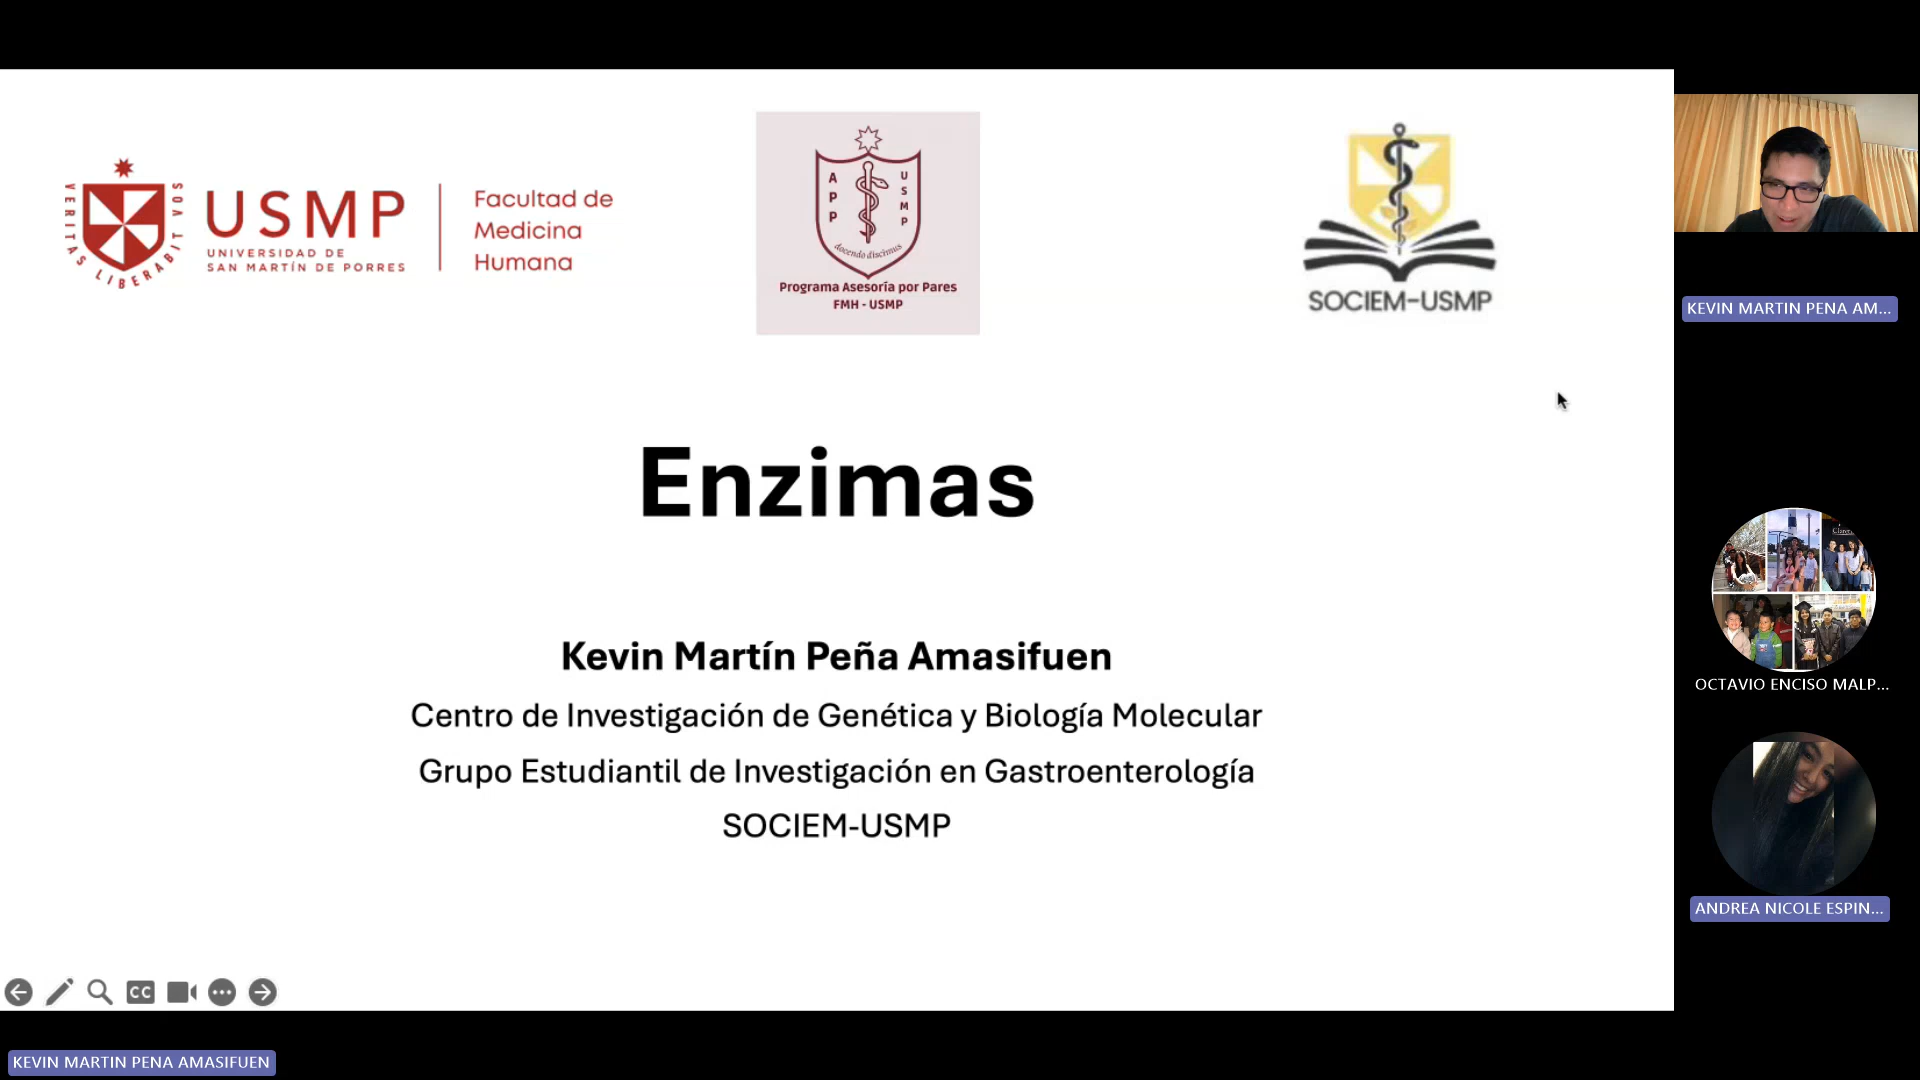 VERITAS LIBERABIT VOS
USMP
UNIVERSIDAD DE
SAN MARTÍN DE PORRES
Facultad de
Medicina
Humana
APP
USMP
docendo discimus
Programa Asesoría por Pares
FMH - USMP
SOCIEM-USMP
Enzimas
Kevin Martín Peña Amasifuen
Centro de Investigación de Genética y Biología Molecular
Grupo Estudiantil de Investigación en Gastroenterología
SOCIEM-USMP
CC
KEVIN MARTIN PENA AMASIFUEN
KEVIN MARTIN PENA AM...
OCTAVIO ENCISO MALP...
ANDREA NICOLE ESPIN...